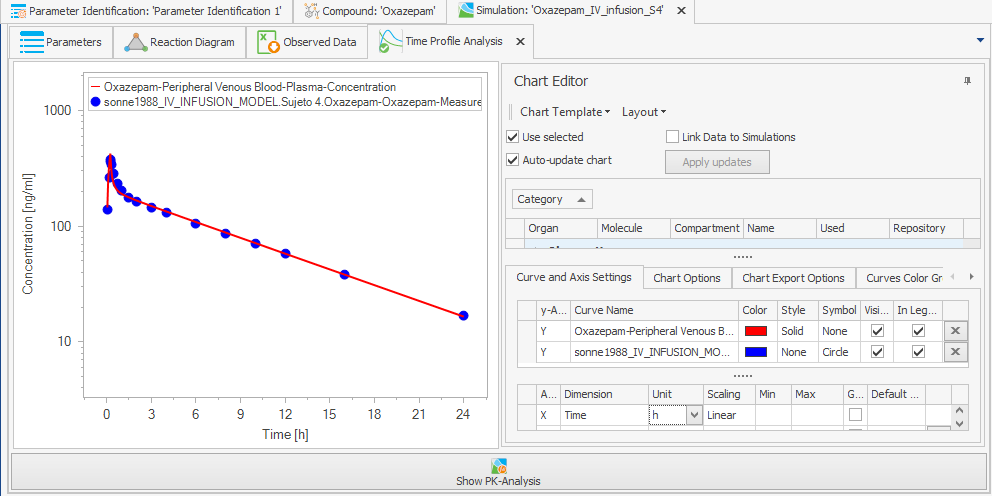 Parameter Identification: 'Parameter Identification 1' Compound: 'Oxazepam' Simulation: 'Oxazepam_IV_infusion_S4'
Parameters Reaction Diagram Observed Data Time Profile Analysis
Oxazepam-Peripheral Venous Blood-Plasma-Concentration
sonne1988_IV_INFUSION_MODEL.Sujeto 4.Oxazepam-Oxazepam-Measure
Concentration [ng/ml]
1000
100
10
0 3 6 9 12 15 18 21 24
Time [h]
Chart Editor
Chart Template Layout
Use selected Link Data to Simulations
Auto-update chart Apply updates
Category
Organ Molecule Compartment Name Used Repository
Curve and Axis Settings Chart Options Chart Export Options Curves Color Gr
y-A... Curve Name Color Style Symbol Visi... In Leg...
Y Oxazepam-Peripheral Venous B... Solid None
Y sonne1988_IV_INFUSION_MO... None Circle
A... Dimension Unit Scaling Min Max G... Default ...
X Time h Linear
Show PK-Analysis